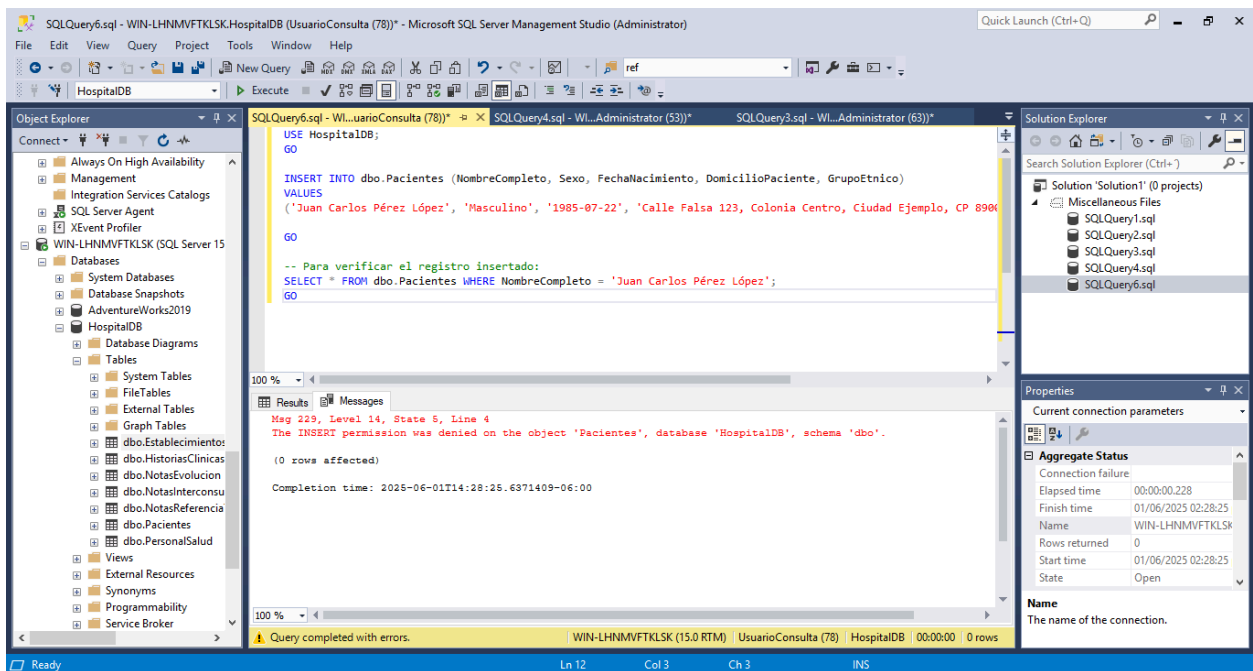 SQLQuery6.sql - WIN-LHNMVFTKLSK.HospitalDB (UsuarioConsulta (78))* - Microsoft SQL Server Management Studio (Administrator)
Quick Launch (Ctrl+Q)
File Edit View Query Project Tools Window Help
New Query MDX DMX XMLA DAX ref
HospitalDB Execute
Object Explorer
Connect
Always On High Availability
Management
Integration Services Catalogs
SQL Server Agent
XEvent Profiler
WIN-LHNMVFTKLSK (SQL Server 15
Databases
System Databases
Database Snapshots
AdventureWorks2019
HospitalDB
Database Diagrams
Tables
System Tables
FileTables
External Tables
Graph Tables
dbo.Establecimientos
dbo.HistoriasClinicas
dbo.NotasEvolucion
dbo.NotasInterconsu
dbo.NotasReferencia
dbo.Pacientes
dbo.PersonalSalud
Views
External Resources
Synonyms
Programmability
Service Broker
SQLQuery6.sql - WI...uarioConsulta (78))* SQLQuery4.sql - WI...Administrator (53))* SQLQuery3.sql - WI...Administrator (63))*
USE HospitalDB;
GO
INSERT INTO dbo.Pacientes (NombreCompleto, Sexo, FechaNacimiento, DomicilioPaciente, GrupoEtnico)
VALUES
('Juan Carlos Pérez López', 'Masculino', '1985-07-22', 'Calle Falsa 123, Colonia Centro, Ciudad Ejemplo, CP 8900
GO
-- Para verificar el registro insertado:
SELECT * FROM dbo.Pacientes WHERE NombreCompleto = 'Juan Carlos Pérez López';
GO
100 %
Results Messages
Msg 229, Level 14, State 5, Line 4
The INSERT permission was denied on the object 'Pacientes', database 'HospitalDB', schema 'dbo'.
(0 rows affected)
Completion time: 2025-06-01T14:28:25.6371409-06:00
100 %
Query completed with errors. WIN-LHNMVFTKLSK (15.0 RTM) UsuarioConsulta (78) HospitalDB 00:00:00 0 rows
Solution Explorer
Search Solution Explorer (Ctrl+´)
Solution 'Solution1' (0 projects)
Miscellaneous Files
SQLQuery1.sql
SQLQuery2.sql
SQLQuery3.sql
SQLQuery4.sql
SQLQuery6.sql
Properties
Current connection parameters
Aggregate Status
Connection failure
Elapsed time 00:00:00.228
Finish time 01/06/2025 02:28:25
Name WIN-LHNMVFTKLSK
Rows returned 0
Start time 01/06/2025 02:28:25
State Open
Name
The name of the connection.
Ready Ln 12 Col 3 Ch 3 INS